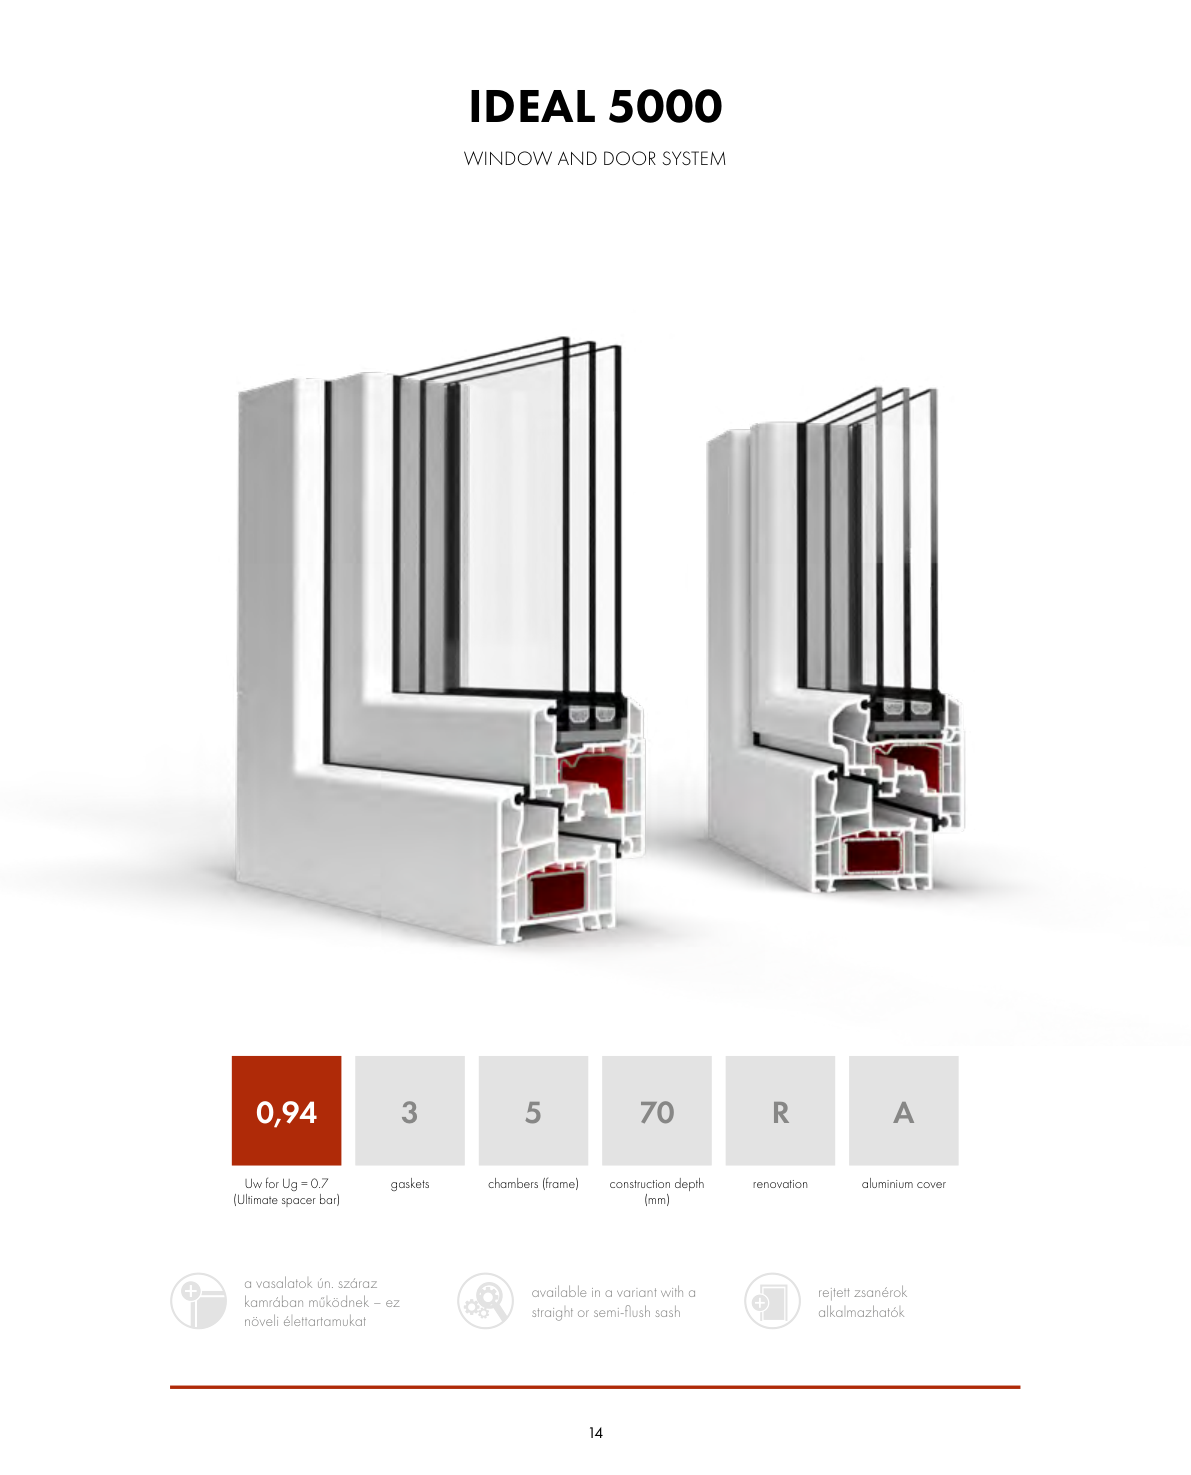 IDEAL 5000
WINDOW AND DOOR SYSTEM
0,94
3
5
70
R
A
Uw for Ug = 0.7
(Ultimate spacer bar)
gaskets
chambers (frame)
construction depth
(mm)
renovation
aluminium cover
a vasalatok ún. száraz
kamrában működnek – ez
növeli élettartamukat
available in a variant with a
straight or semi-flush sash
rejtett zsanérok
alkalmazhatók
14